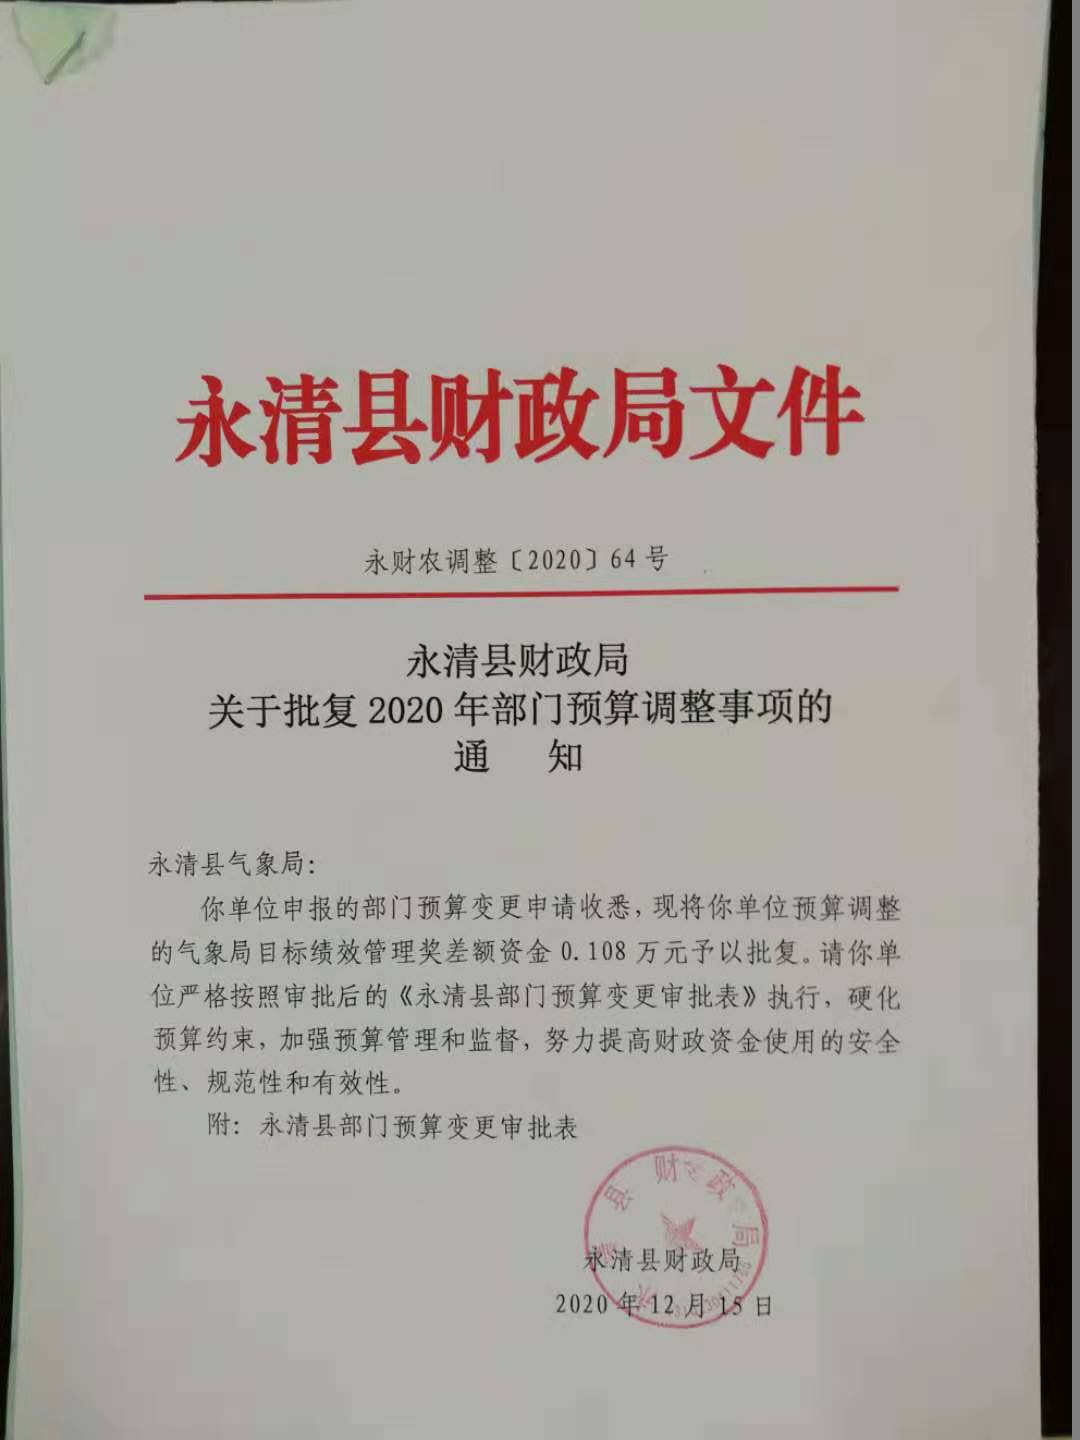 永清县财政局文件
永财农调整〔2020〕64号
永清县财政局
关于批复2020年部门预算调整事项的
通 知
永清县气象局：
你单位申报的部门预算变更申请收悉，现将你单位预算调整
的气象局目标绩效管理奖差额资金0.108万元予以批复。请你单
位严格按照审批后的《永清县部门预算变更审批表》执行，硬化
预算约束，加强预算管理和监督，努力提高财政资金使用的安全
性、规范性和有效性。
附：永清县部门预算变更审批表
永清县财政局
永清县财政局
2020年12月15日